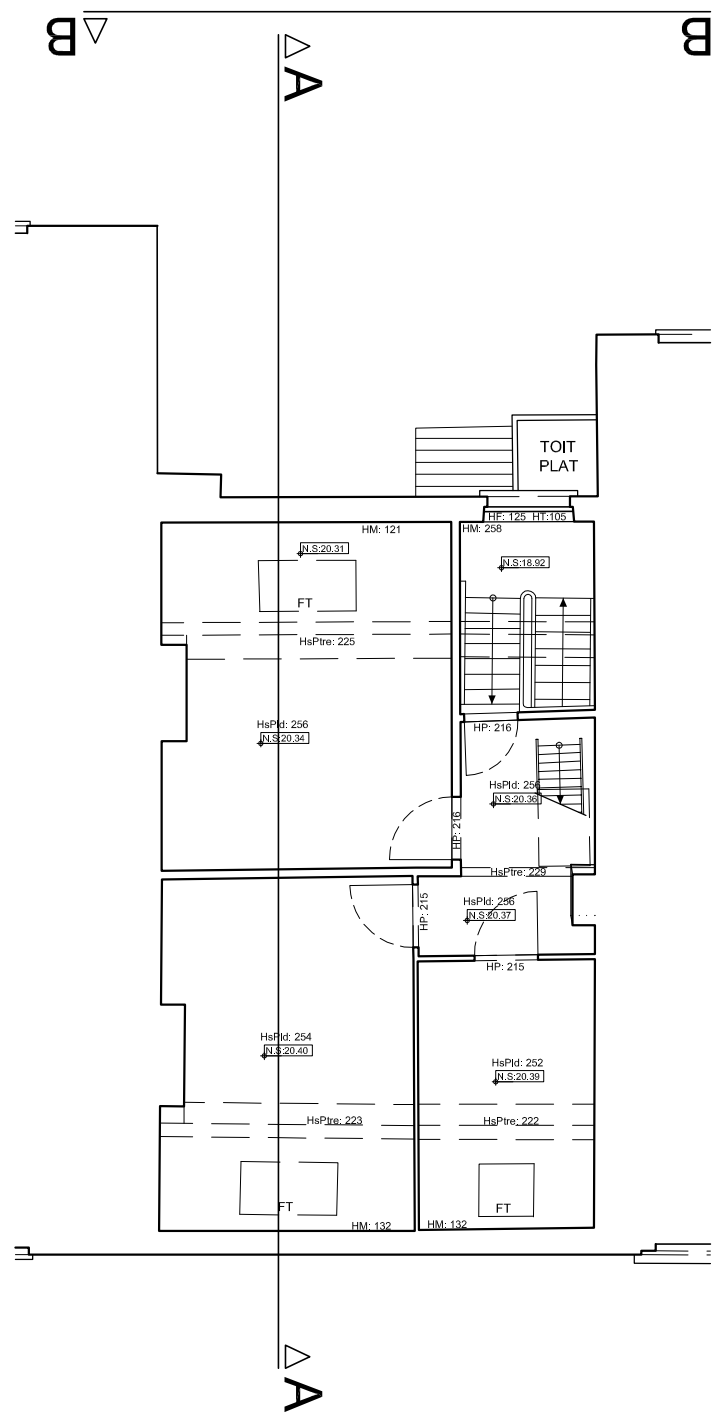 B
B
A
TOIT
PLAT
HF: 125 HT:105
HM: 121
HM: 258
N.S:20.31
N.S:18.92
FT
HsPtre: 225
HsPld: 256
N.S:20.34
HP: 216
HsPld: 256
N.S:20.36
HP: 216
HsPtre: 229
HsPld: 256
N.S:20.37
HP: 215
HP: 215
HsPld: 254
N.S:20.40
HsPld: 252
N.S:20.39
HsPtre: 223
HsPtre: 222
FT
FT
HM: 132
HM: 132
A